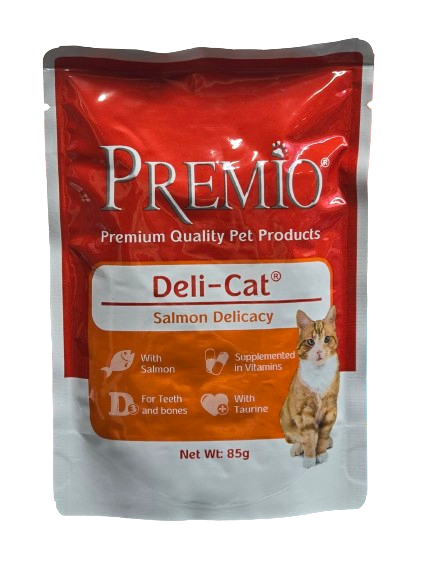 PREMIO®
Premium Quality Pet Products
Deli-Cat®
Salmon Delicacy
With
Salmon
Supplemented
in Vitamins
D3
For Teeth
and bones
With
Taurine
Net Wt: 85g